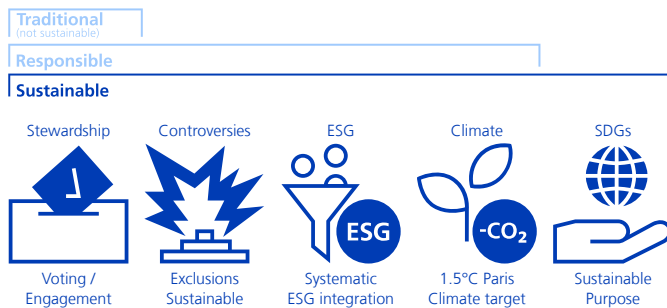 Traditional
(not sustainable)
Responsible
Sustainable
Stewardship
Controversies
ESG
Climate
SDGs
ESG
-CO₂
Voting /
Engagement
Exclusions
Sustainable
Systematic
ESG integration
1.5°C Paris
Climate target
Sustainable
Purpose